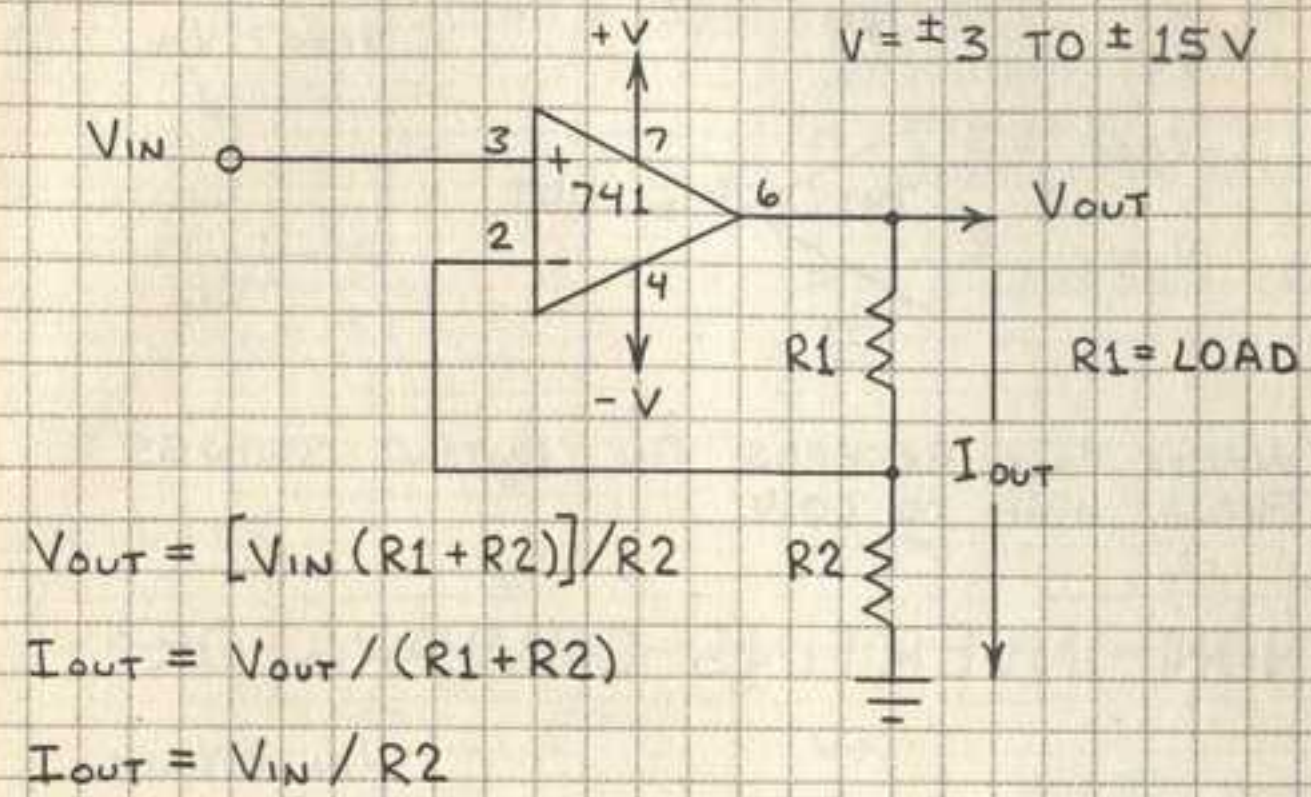 +V
V = ±3 TO ±15 V
VIN
3
+
7
741
6
VOUT
2
-
4
-V
R1
R1 = LOAD
IOUT
VOUT = [VIN (R1+R2)]/R2
R2
IOUT = VOUT / (R1+R2)
IOUT = VIN / R2